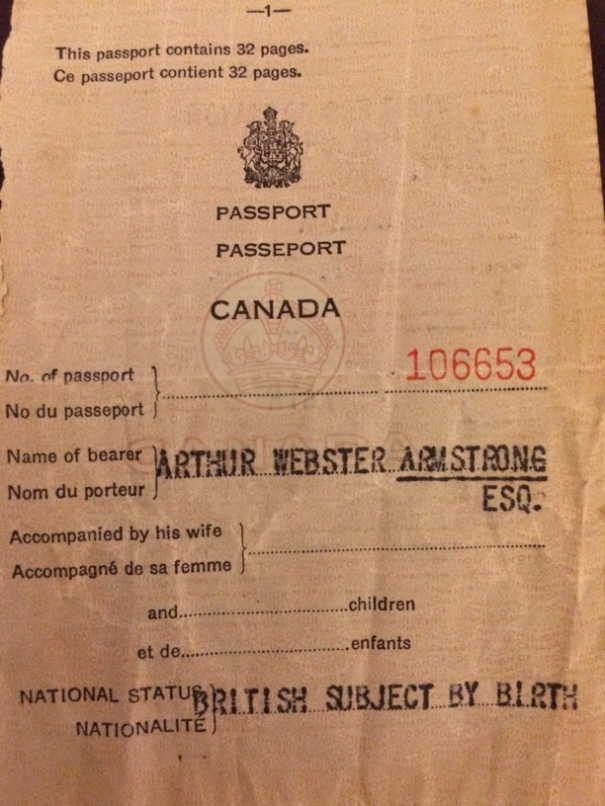 —1—
This passport contains 32 pages.
Ce passeport contient 32 pages.
PASSPORT
PASSEPORT
CANADA
No. of passport 106653
No du passeport
Name of bearer ARTHUR WEBSTER ARMSTRONG
Nom du porteur ESQ.
Accompanied by his wife
Accompagné de sa femme
and..............................children
et de..............................enfants
NATIONAL STATUS BRITISH SUBJECT BY BIRTH
NATIONALITÉ